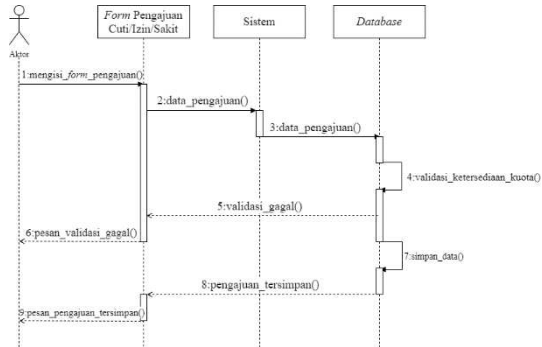 Form Pengajuan
Cuti/Izin/Sakit
Sistem
Database
Aktor
1:mengisi_form_pengajuan()
2:data_pengajuan()
3:data_pengajuan()
4:validasi_ketersediaan_kuota()
5:validasi_gagal()
6:pesan_validasi_gagal()
7:simpan_data()
8:pengajuan_tersimpan()
9:pesan_pengajuan_tersimpan()